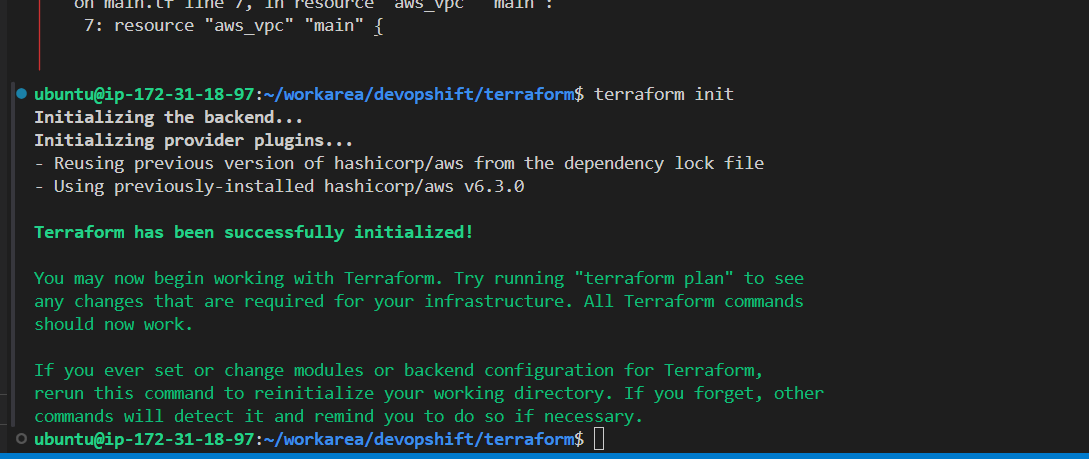 on main.tf line 7, in resource "aws_vpc" "main":
7: resource "aws_vpc" "main" {
ubuntu@ip-172-31-18-97:~/workarea/devopshift/terraform$ terraform init
Initializing the backend...
Initializing provider plugins...
- Reusing previous version of hashicorp/aws from the dependency lock file
- Using previously-installed hashicorp/aws v6.3.0
Terraform has been successfully initialized!
You may now begin working with Terraform. Try running "terraform plan" to see
any changes that are required for your infrastructure. All Terraform commands
should now work.
If you ever set or change modules or backend configuration for Terraform,
rerun this command to reinitialize your working directory. If you forget, other
commands will detect it and remind you to do so if necessary.
ubuntu@ip-172-31-18-97:~/workarea/devopshift/terraform$